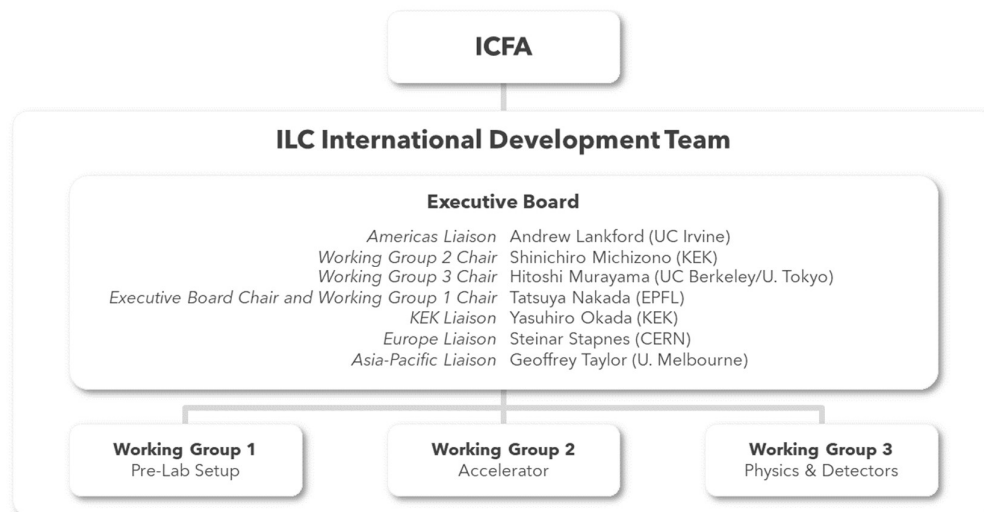 ICFA
ILC International Development Team
Executive Board
Americas Liaison Andrew Lankford (UC Irvine)
Working Group 2 Chair Shinichiro Michizono (KEK)
Working Group 3 Chair Hitoshi Murayama (UC Berkeley/U. Tokyo)
Executive Board Chair and Working Group 1 Chair Tatsuya Nakada (EPFL)
KEK Liaison Yasuhiro Okada (KEK)
Europe Liaison Steinar Stapnes (CERN)
Asia-Pacific Liaison Geoffrey Taylor (U. Melbourne)
Working Group 1
Pre-Lab Setup
Working Group 2
Accelerator
Working Group 3
Physics & Detectors